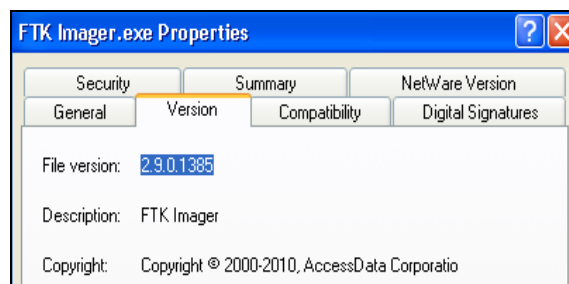 FTK Imager.exe Properties
Security Summary NetWare Version
General Version Compatibility Digital Signatures
File version: 2.9.0.1385
Description: FTK Imager
Copyright: Copyright © 2000-2010, AccessData Corporatio